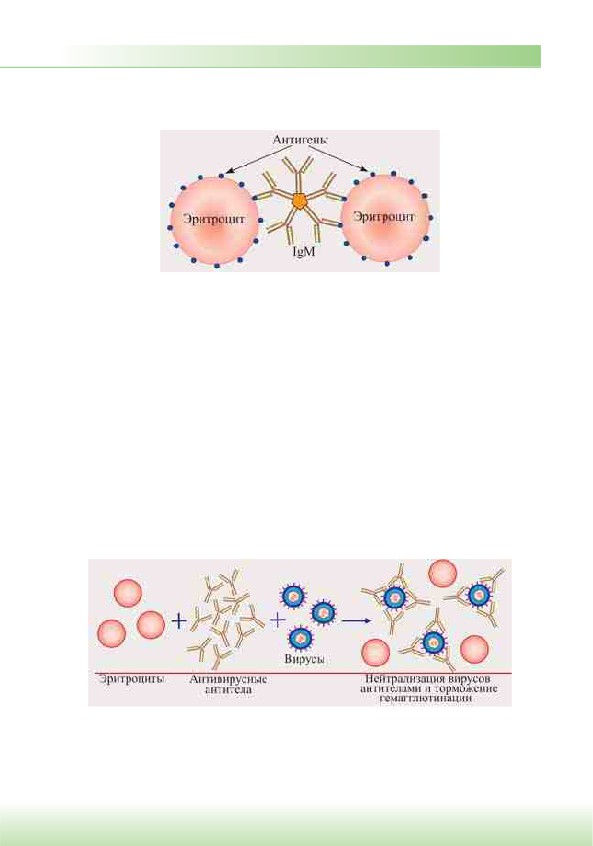 Антигены
Эритроцит
Эритроцит
IgM
Вирусы
Эритроциты
Антивирусные
антитела
Нейтрализация вирусов
антителами и торможение
гемагглютинации